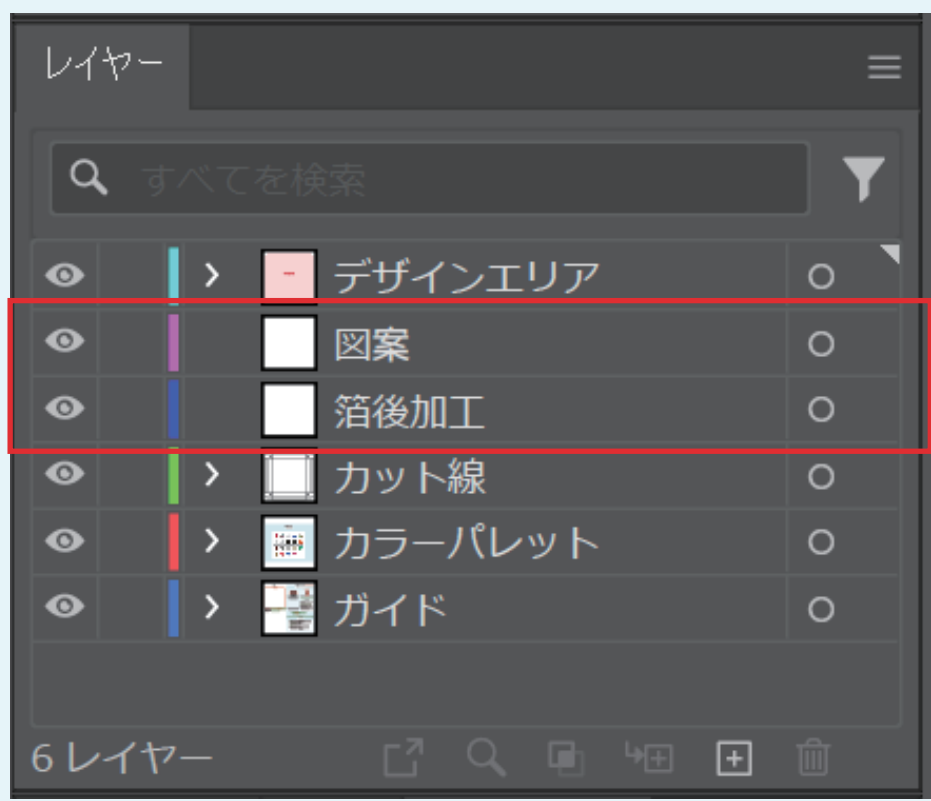 レイヤー
すべてを検索
デザインエリア
図案
箔後加工
カット線
カラーパレット
ガイド
6 レイヤー